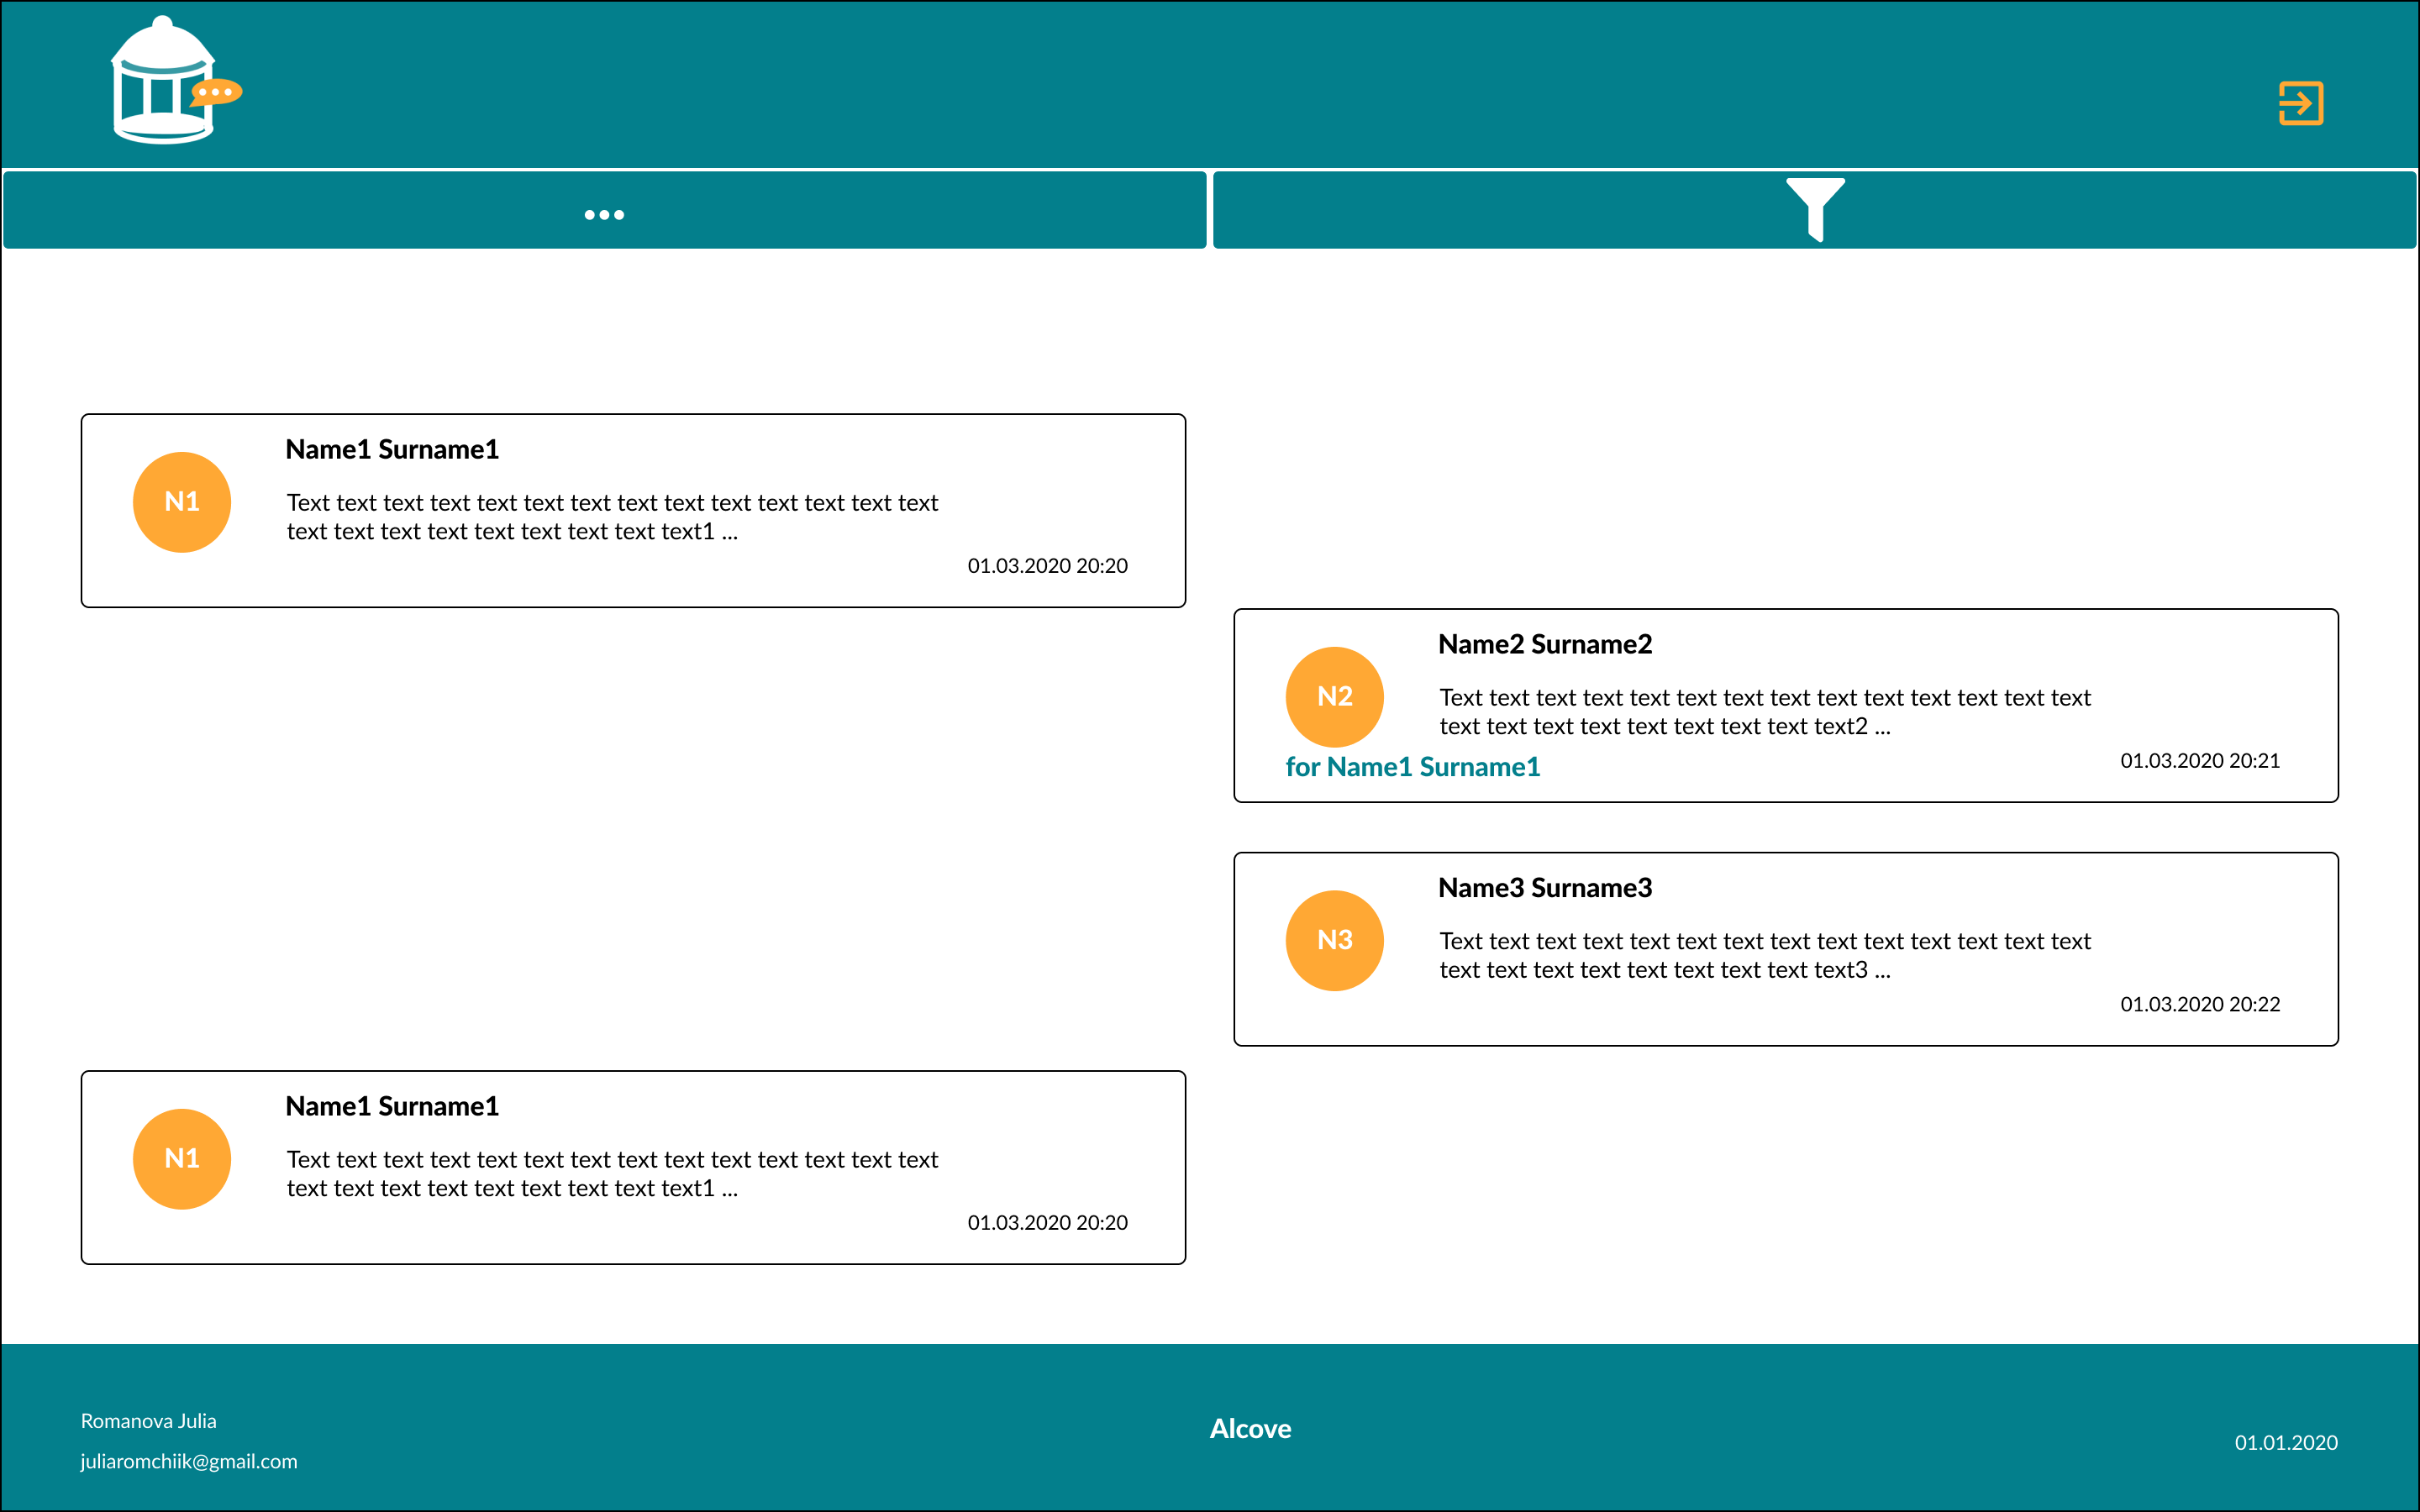 Name1 Surname1
N1
Text text text text text text text text text text text text text text
text text text text text text text text text1 ...
01.03.2020 20:20
Name2 Surname2
N2
Text text text text text text text text text text text text text text
text text text text text text text text text2 ...
for Name1 Surname1
01.03.2020 20:21
Name3 Surname3
N3
Text text text text text text text text text text text text text text
text text text text text text text text text3 ...
01.03.2020 20:22
Name1 Surname1
N1
Text text text text text text text text text text text text text text
text text text text text text text text text1 ...
01.03.2020 20:20
Romanova Julia
juliaromchiik@gmail.com
Alcove
01.01.2020